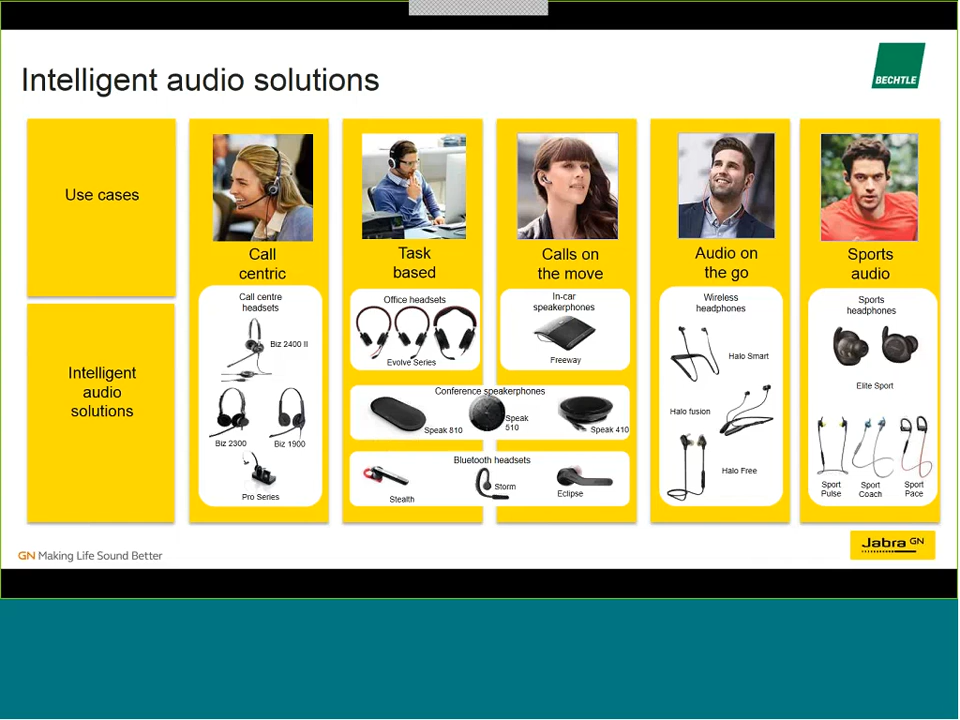 Intelligent audio solutions
BECHTLE
Use cases
Call
centric
Task
based
Calls on
the move
Audio on
the go
Sports
audio
Intelligent
audio
solutions
Call centre
headsets
Biz 2400 II
Biz 2300
Biz 1900
Pro Series
Office headsets
Evolve Series
In-car
speakerphones
Freeway
Conference speakerphones
Speak 810
Speak
510
Speak 410
Bluetooth headsets
Stealth
Storm
Eclipse
Wireless
headphones
Halo Smart
Halo fusion
Halo Free
Sports
headphones
Elite Sport
Sport
Pulse
Sport
Coach
Sport
Pace
GN Making Life Sound Better
Jabra GN